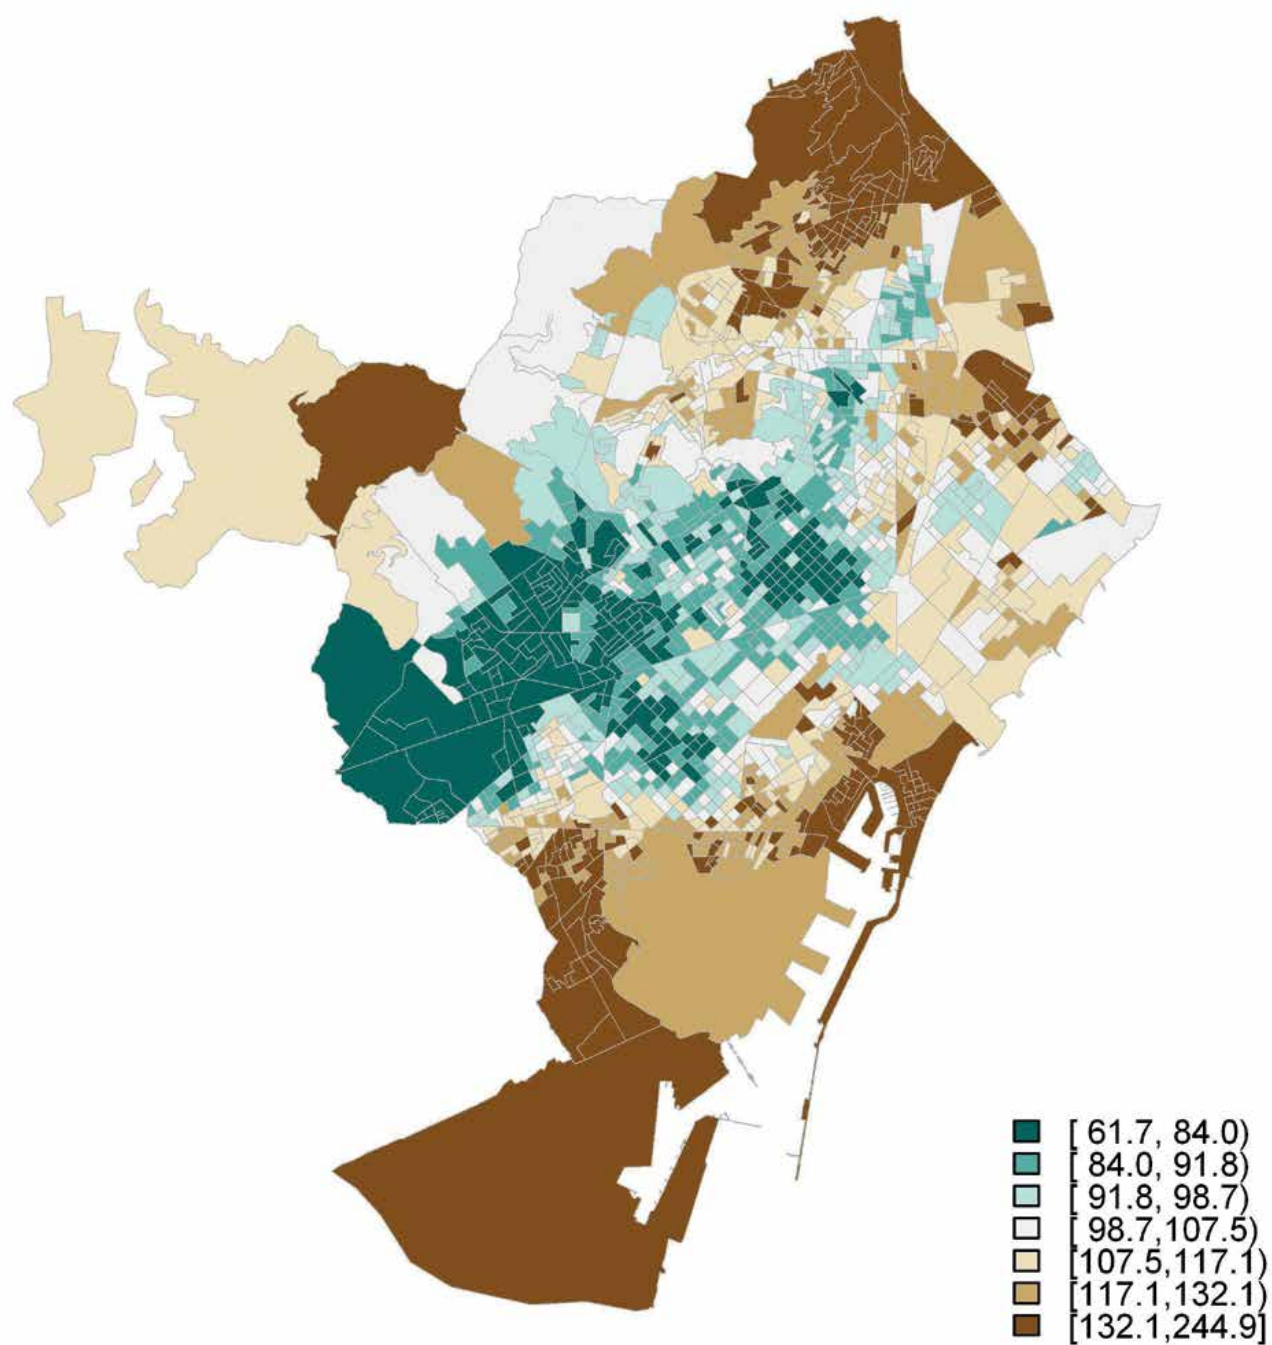 [ 61.7, 84.0)
[ 84.0, 91.8)
[ 91.8, 98.7)
[ 98.7,107.5)
[107.5,117.1)
[117.1,132.1)
[132.1,244.9]